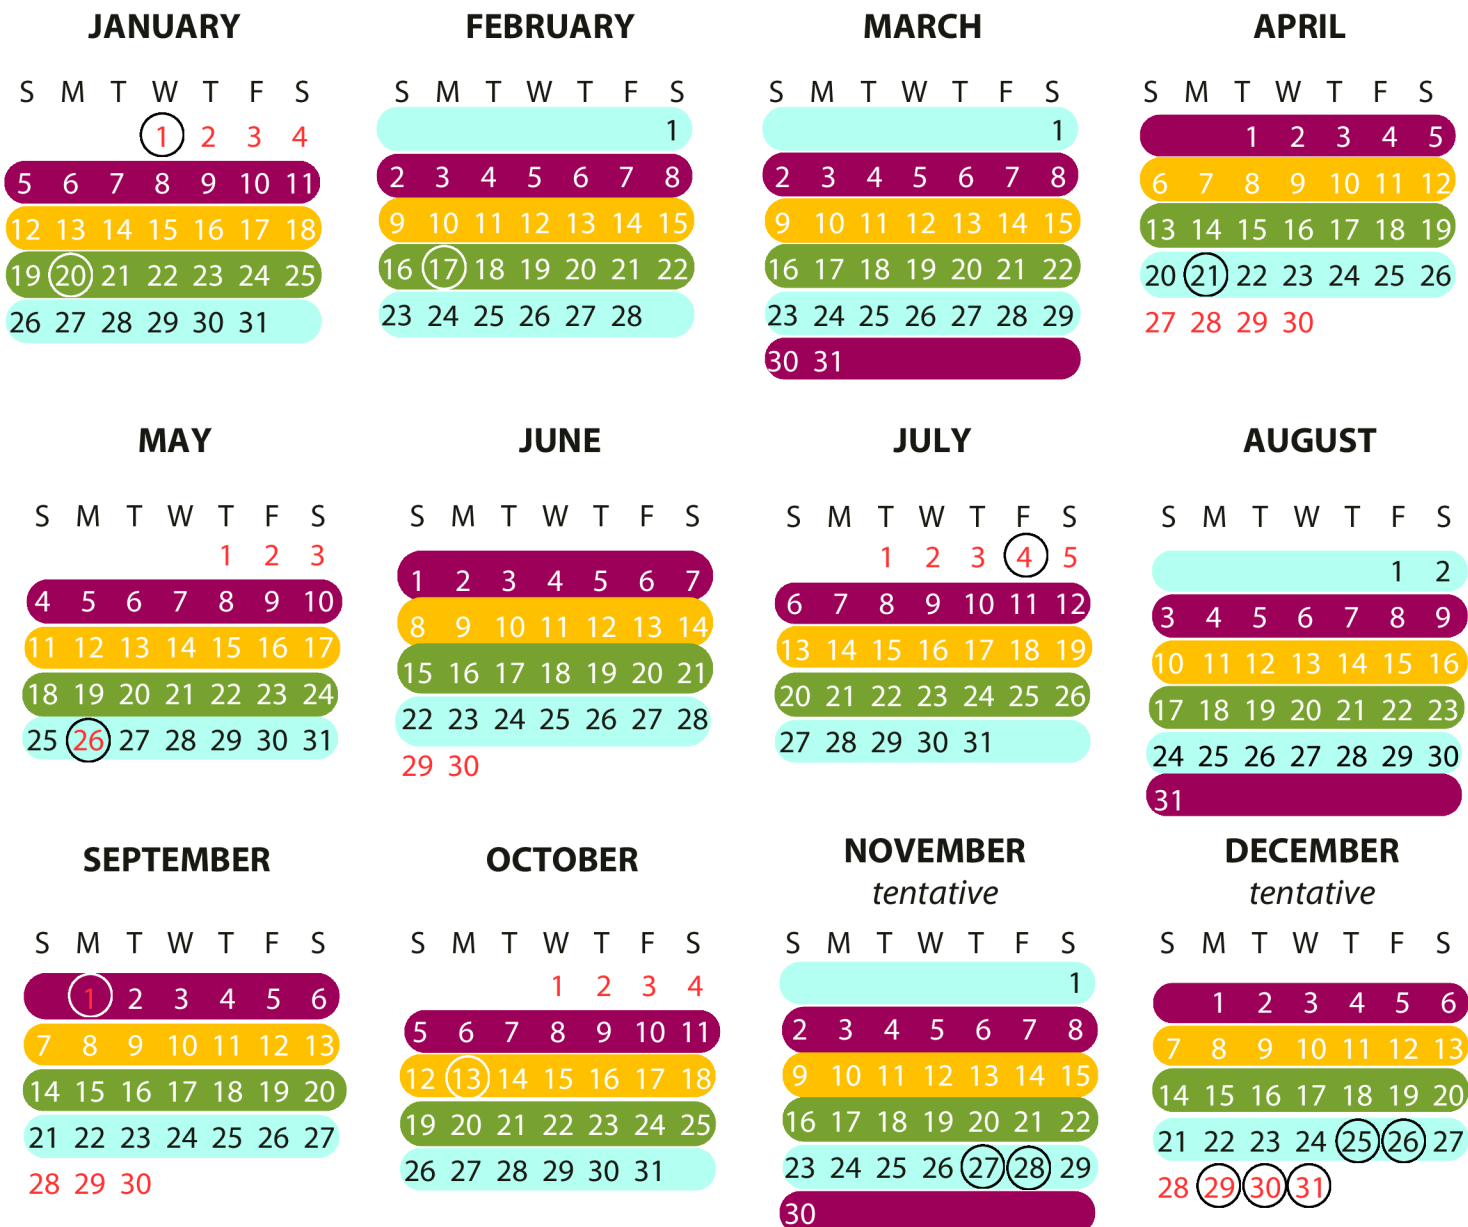 JANUARY FEBRUARY MARCH APRIL
S M T W T F S S M T W T F S S M T W T F S S M T W T F S
1 2 3 4 1 1 1 2 3 4 5
5 6 7 8 9 10 11 2 3 4 5 6 7 8 2 3 4 5 6 7 8 6 7 8 9 10 11 12
12 13 14 15 16 17 18 9 10 11 12 13 14 15 9 10 11 12 13 14 15 13 14 15 16 17 18 19
19 20 21 22 23 24 25 16 17 18 19 20 21 22 16 17 18 19 20 21 22 20 21 22 23 24 25 26
26 27 28 29 30 31 23 24 25 26 27 28 23 24 25 26 27 28 29 27 28 29 30
30 31
MAY JUNE JULY AUGUST
S M T W T F S S M T W T F S S M T W T F S S M T W T F S
1 2 3 1 2 3 4 5 6 7 1 2 3 4 5 1 2
4 5 6 7 8 9 10 8 9 10 11 12 13 14 6 7 8 9 10 11 12 3 4 5 6 7 8 9
11 12 13 14 15 16 17 15 16 17 18 19 20 21 13 14 15 16 17 18 19 10 11 12 13 14 15 16
18 19 20 21 22 23 24 22 23 24 25 26 27 28 20 21 22 23 24 25 26 17 18 19 20 21 22 23
25 26 27 28 29 30 31 29 30 27 28 29 30 31 24 25 26 27 28 29 30
31
SEPTEMBER OCTOBER NOVEMBER DECEMBER
tentative tentative
S M T W T F S S M T W T F S S M T W T F S S M T W T F S
1 2 3 4 5 6 1 2 3 4 1 1 2 3 4 5 6
7 8 9 10 11 12 13 5 6 7 8 9 10 11 2 3 4 5 6 7 8 7 8 9 10 11 12 13
14 15 16 17 18 19 20 12 13 14 15 16 17 18 9 10 11 12 13 14 15 14 15 16 17 18 19 20
21 22 23 24 25 26 27 19 20 21 22 23 24 25 16 17 18 19 20 21 22 21 22 23 24 25 26 27
28 29 30 26 27 28 29 30 31 23 24 25 26 27 28 29 28 29 30 31
30